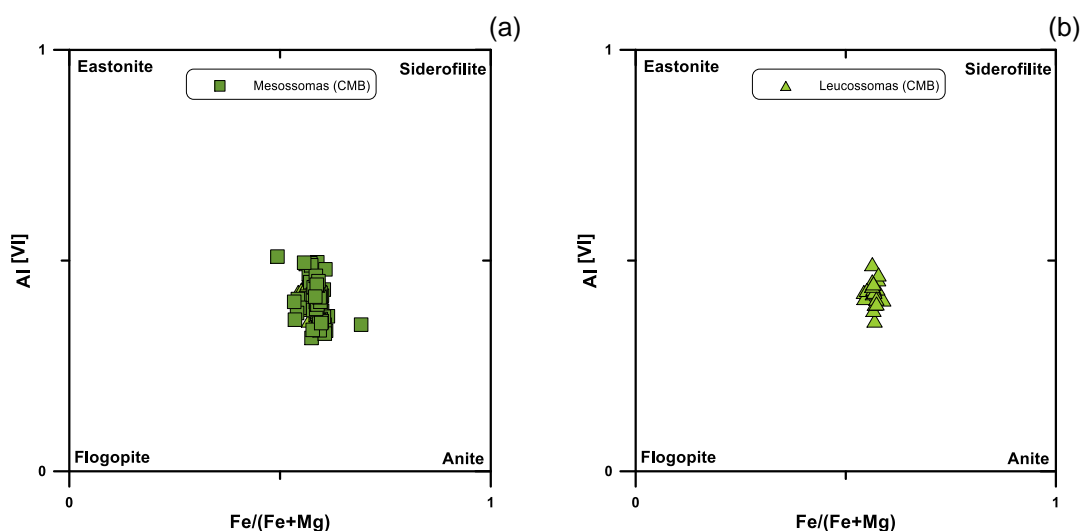 (a)
1
Eastonite
Siderofilite
Mesossomas (CMB)
Al [VI]
Flogopite
Anite
0
0
1
Fe/(Fe+Mg)
(b)
1
Eastonite
Siderofilite
Leucossomas (CMB)
Al [VI]
Flogopite
Anite
0
0
1
Fe/(Fe+Mg)